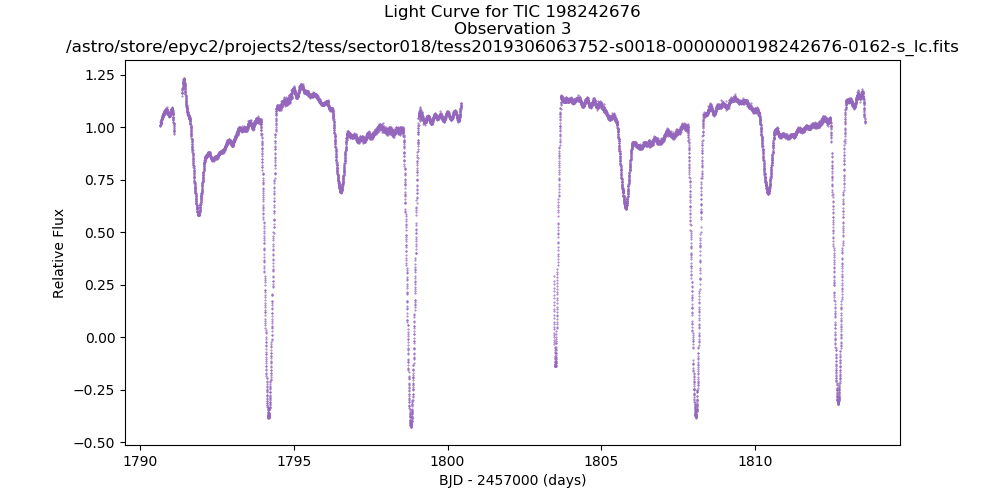 Light Curve for TIC 198242676
Observation 3
/astro/store/epyc2/projects2/tess/sector018/tess2019306063752-s0018-0000000198242676-0162-s_lc.fits
1.25
1.00
0.75
0.50
0.25
0.00
−0.25
−0.50
Relative Flux
1790
1795
1800
1805
1810
BJD - 2457000 (days)